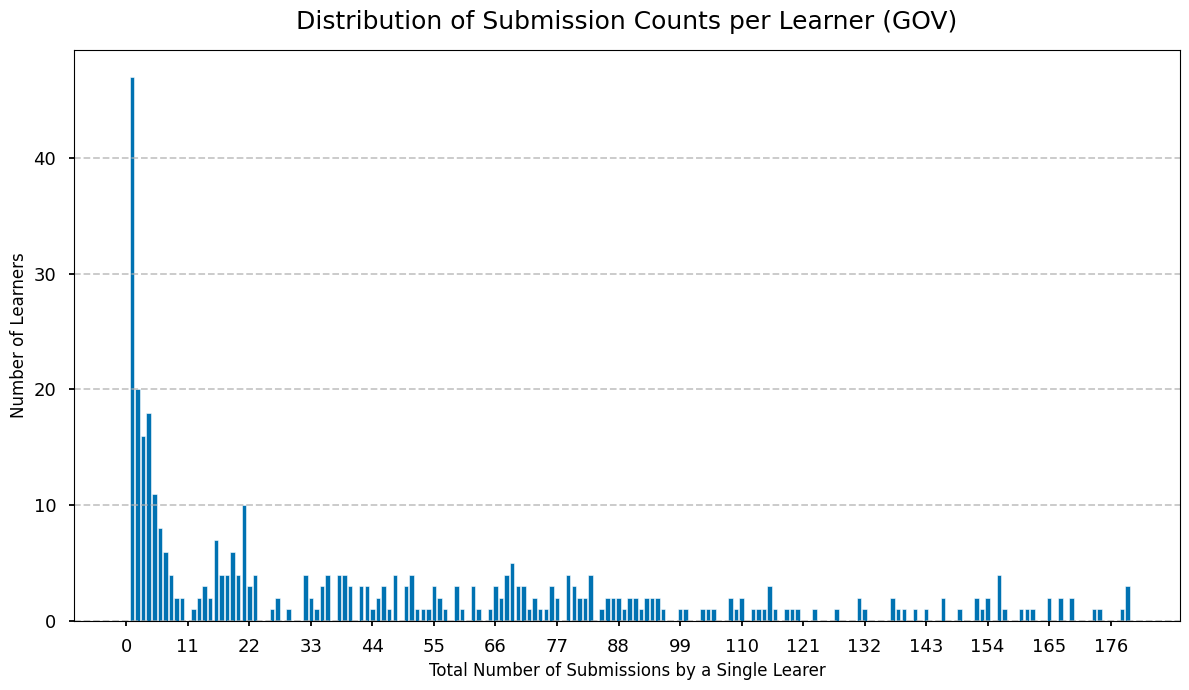 Distribution of Submission Counts per Learner (GOV)
Number of Learners
40
30
20
10
0
0 11 22 33 44 55 66 77 88 99 110 121 132 143 154 165 176
Total Number of Submissions by a Single Learer